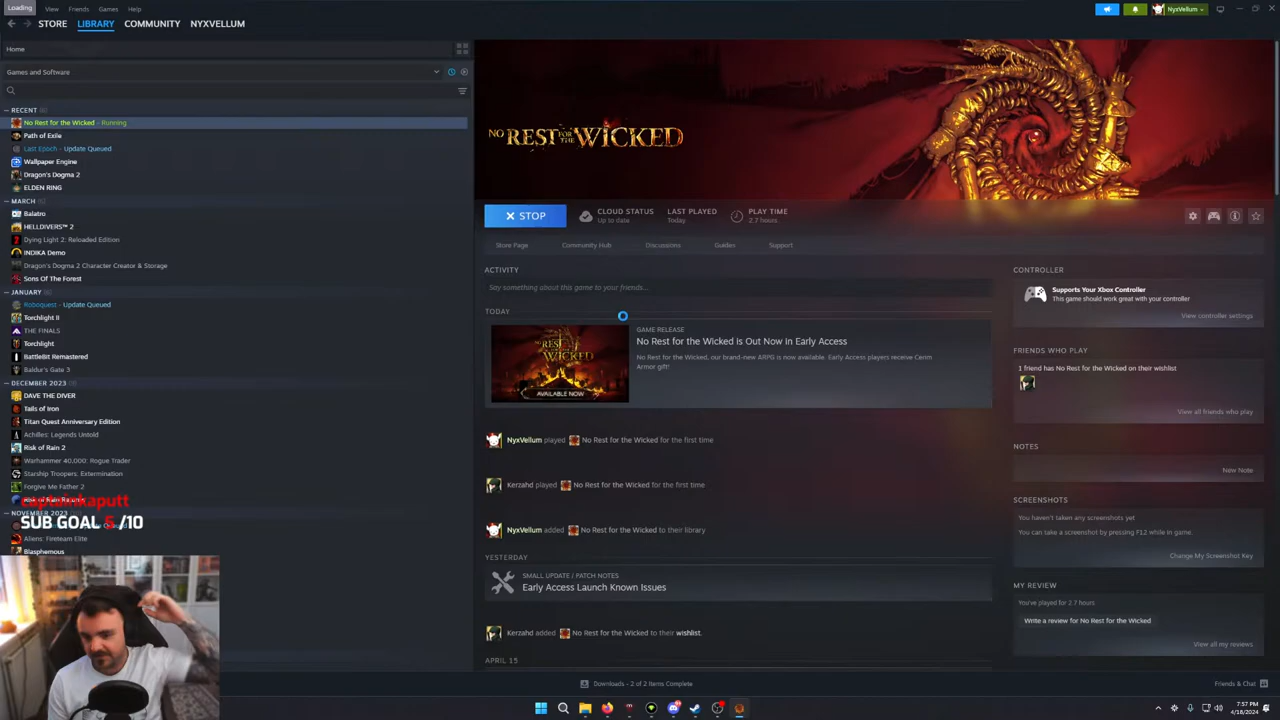 Loading
View
Friends
Games
Help
STORE
LIBRARY
COMMUNITY
NYXVELLUM
NyxVellum
Home
Games and Software
RECENT
No Rest for the Wicked - Running
Path of Exile
Last Epoch - Update Queued
Wallpaper Engine
Dragon's Dogma 2
ELDEN RING
MARCH
Balatro
HELLDIVERS™ 2
Dying Light 2: Reloaded Edition
INDIKA Demo
Dragon's Dogma 2 Character Creator & Storage
Sons Of The Forest
JANUARY
Roboquest - Update Queued
Torchlight II
THE FINALS
Torchlight
BattleBit Remastered
Baldur's Gate 3
DECEMBER 2023
DAVE THE DIVER
Tails of Iron
Titan Quest Anniversary Edition
Achilles: Legends Untold
Risk of Rain 2
Warhammer 40,000: Rogue Trader
Starship Troopers: Extermination
Forgive Me Father 2
captainkaputt
NOVEMBER 2023
SUB GOAL 5 /10
Aliens: Fireteam Elite
Blasphemous
NO REST FOR THE WICKED
STOP
CLOUD STATUS
Up to date
LAST PLAYED
Today
PLAY TIME
2.7 hours
Store Page
Community Hub
Discussions
Guides
Support
ACTIVITY
Say something about this game to your friends...
TODAY
NO REST FOR THE WICKED
AVAILABLE NOW
GAME RELEASE
No Rest for the Wicked is Out Now in Early Access
No Rest for the Wicked, our brand-new ARPG is now available. Early Access players receive Cerim
Armor gift!
NyxVellum played No Rest for the Wicked for the first time
Kerzahd played No Rest for the Wicked for the first time
NyxVellum added No Rest for the Wicked to their library
YESTERDAY
SMALL UPDATE / PATCH NOTES
Early Access Launch Known Issues
Kerzahd added No Rest for the Wicked to their wishlist.
APRIL 15
CONTROLLER
Supports Your Xbox Controller
This game should work great with your controller
View controller settings
FRIENDS WHO PLAY
1 friend has No Rest for the Wicked on their wishlist
View all friends who play
NOTES
New Note
SCREENSHOTS
You haven't taken any screenshots yet
You can take a screenshot by pressing F12 while in game.
Change My Screenshot Key
MY REVIEW
You've played for 2.7 hours
Write a review for No Rest for the Wicked
View all my reviews
Downloads - 2 of 2 Items Complete
Friends & Chat
7:57 PM
4/18/2024